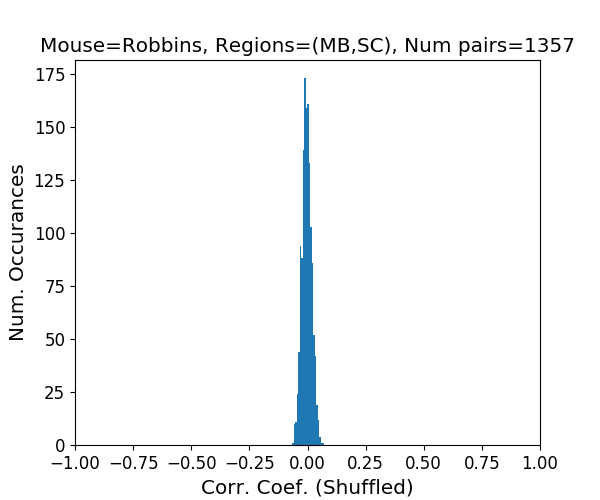 Mouse=Robbins, Regions=(MB,SC), Num pairs=1357
175
150
125
100
75
50
25
0
Num. Occurances
−1.00 −0.75 −0.50 −0.25 0.00 0.25 0.50 0.75 1.00
Corr. Coef. (Shuffled)